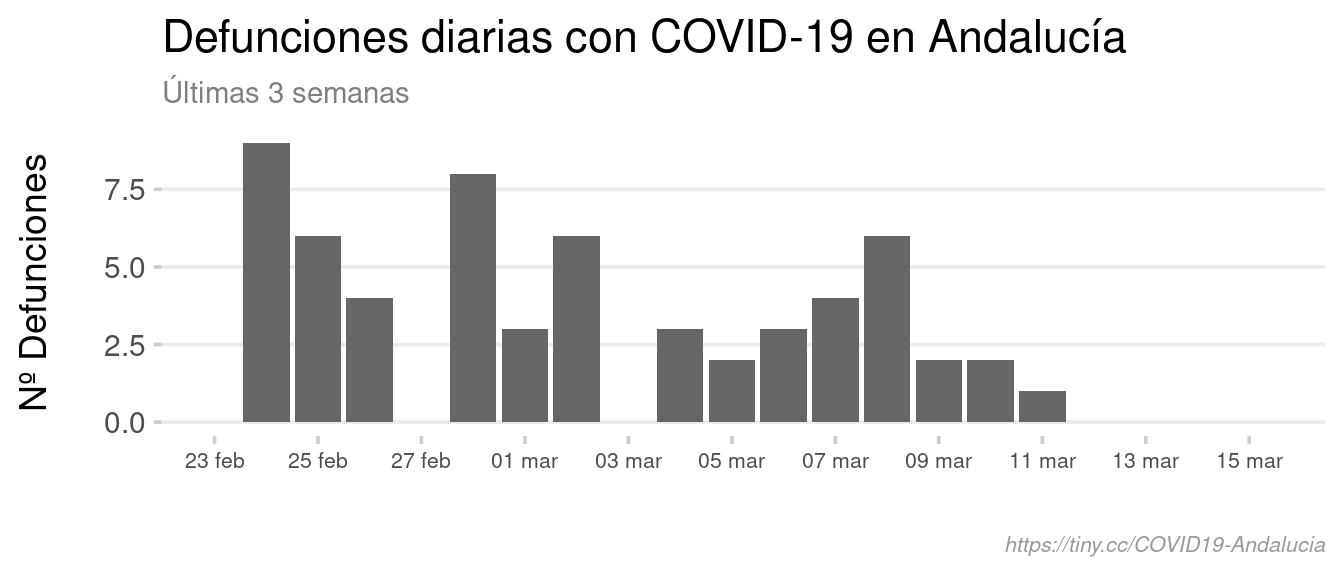 Defunciones diarias con COVID-19 en Andalucía
Últimas 3 semanas
Nº Defunciones
7.5
5.0
2.5
0.0
23 feb 25 feb 27 feb 01 mar 03 mar 05 mar 07 mar 09 mar 11 mar 13 mar 15 mar
https://tiny.cc/COVID19-Andalucia